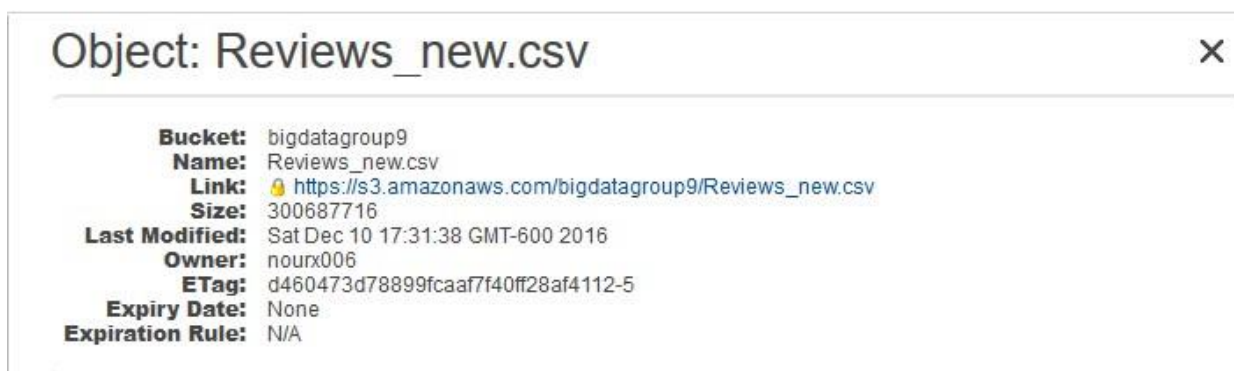 Object: Reviews_new.csv
Bucket: bigdatagroup9
Name: Reviews_new.csv
Link: https://s3.amazonaws.com/bigdatagroup9/Reviews_new.csv
Size: 300687716
Last Modified: Sat Dec 10 17:31:38 GMT-600 2016
Owner: nourx006
ETag: d460473d78899fcaaf7f40ff28af4112-5
Expiry Date: None
Expiration Rule: N/A